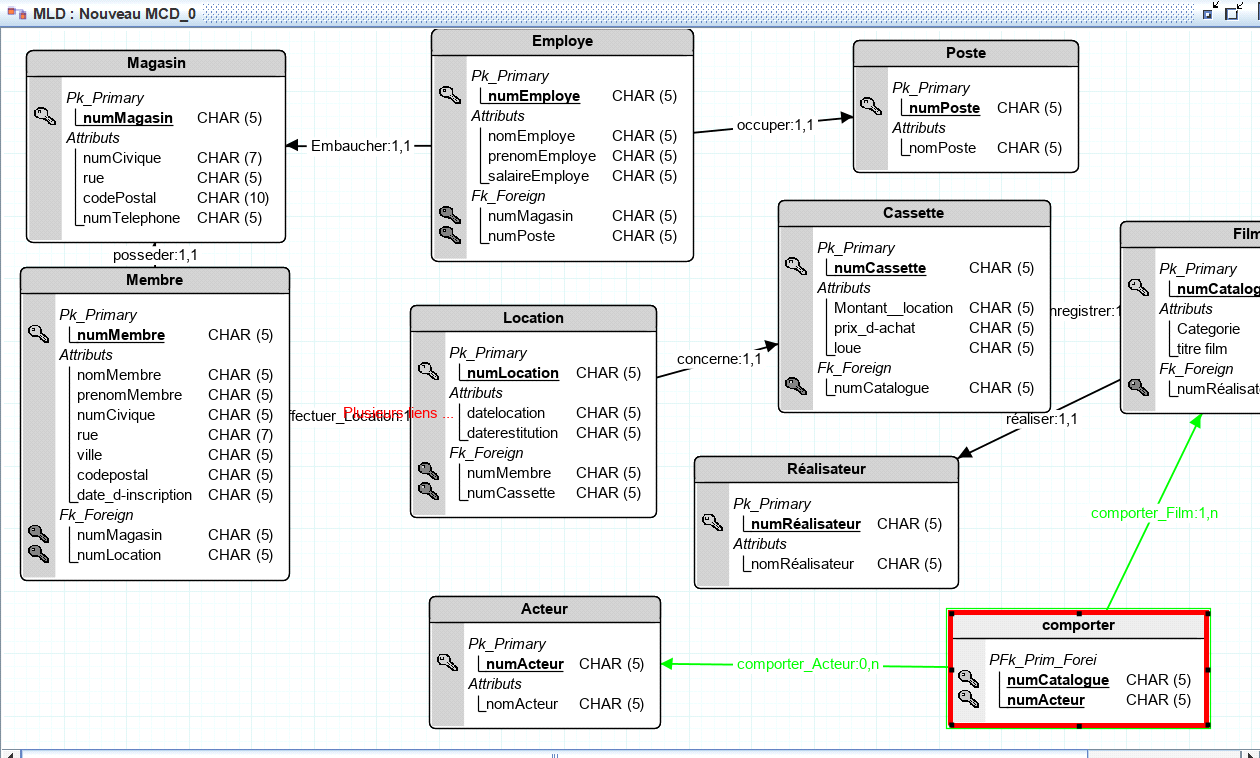 MLD : Nouveau MCD_0
Magasin
Pk_Primary
numMagasin CHAR (5)
Attributs
numCivique CHAR (7)
rue CHAR (5)
codePostal CHAR (10)
numTelephone CHAR (5)
Embaucher:1,1
Employe
Pk_Primary
numEmploye CHAR (5)
Attributs
nomEmploye CHAR (5)
prenomEmploye CHAR (5)
salaireEmploye CHAR (5)
Fk_Foreign
numMagasin CHAR (5)
numPoste CHAR (5)
occuper:1,1
Poste
Pk_Primary
numPoste CHAR (5)
Attributs
nomPoste CHAR (5)
posseder:1,1
Membre
Pk_Primary
numMembre CHAR (5)
Attributs
nomMembre CHAR (5)
prenomMembre CHAR (5)
numCivique CHAR (5)
rue CHAR (7)
ville CHAR (5)
codepostal CHAR (5)
date_d-inscription CHAR (5)
Fk_Foreign
numMagasin CHAR (5)
numLocation CHAR (5)
ffectuer_Location:1
Plusieurs liens ...
Location
Pk_Primary
numLocation CHAR (5)
Attributs
datelocation CHAR (5)
daterestitution CHAR (5)
Fk_Foreign
numMembre CHAR (5)
numCassette CHAR (5)
concerne:1,1
Cassette
Pk_Primary
numCassette CHAR (5)
Attributs
Montant__location CHAR (5)
prix_d-achat CHAR (5)
loue CHAR (5)
Fk_Foreign
numCatalogue CHAR (5)
nregistrer:1
Film
Pk_Primary
numCatalog
Attributs
Categorie
titre film
Fk_Foreign
numRéalisate
réaliser:1,1
Réalisateur
Pk_Primary
numRéalisateur CHAR (5)
Attributs
nomRéalisateur CHAR (5)
comporter_Film:1,n
Acteur
Pk_Primary
numActeur CHAR (5)
Attributs
nomActeur CHAR (5)
comporter_Acteur:0,n
comporter
PFk_Prim_Forei
numCatalogue CHAR (5)
numActeur CHAR (5)